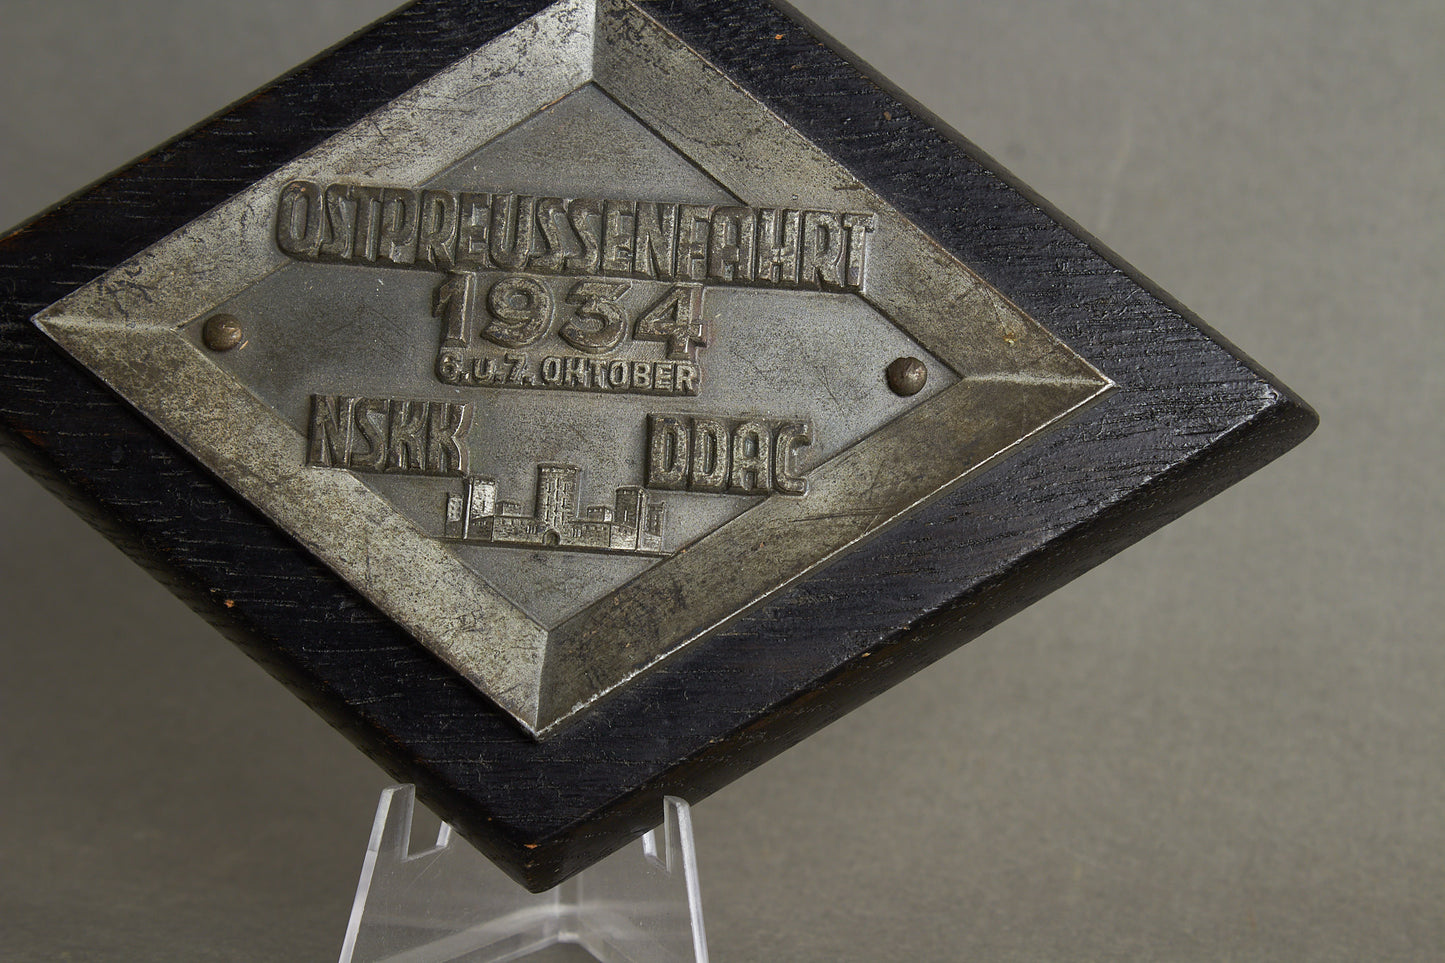 OSTPREUSSENFAHRT
1934
6. u. 7. OKTOBER
NSKK DDAC